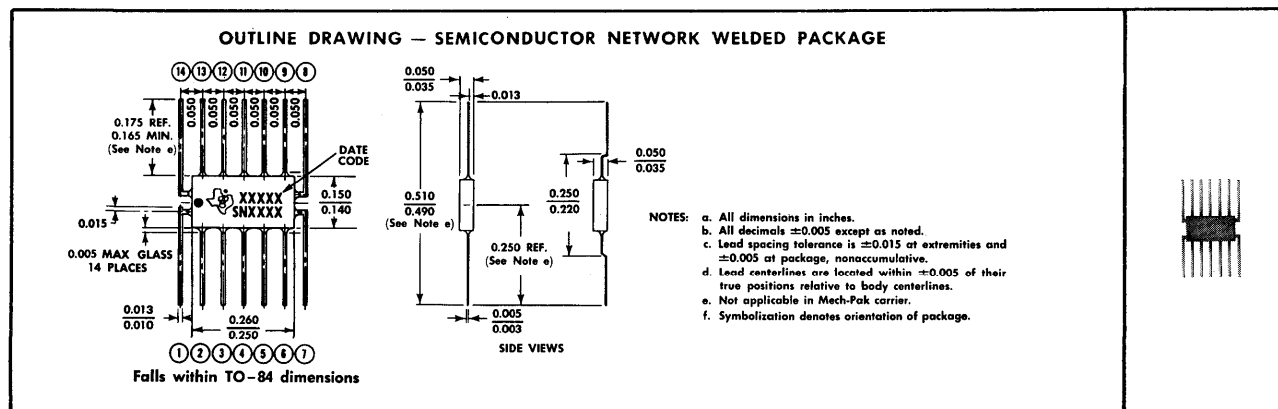 OUTLINE DRAWING — SEMICONDUCTOR NETWORK WELDED PACKAGE
14 13 12 11 10 9 8
0.050 0.050 0.050 0.050 0.050 0.050
0.175 REF.
0.165 MIN.
(See Note e)
DATE
CODE
XXXXX
SNXXXX
0.150
0.140
0.015
0.005 MAX GLASS
14 PLACES
0.013
0.010
0.260
0.250
1 2 3 4 5 6 7
Falls within TO-84 dimensions
0.050
0.035
0.013
0.510
0.490
(See Note e)
0.250 REF.
(See Note e)
0.005
0.003
0.250
0.220
0.050
0.035
SIDE VIEWS
NOTES: a. All dimensions in inches.
b. All decimals ±0.005 except as noted.
c. Lead spacing tolerance is ±0.015 at extremities and
±0.005 at package, nonaccumulative.
d. Lead centerlines are located within ±0.005 of their
true positions relative to body centerlines.
e. Not applicable in Mech-Pak carrier.
f. Symbolization denotes orientation of package.